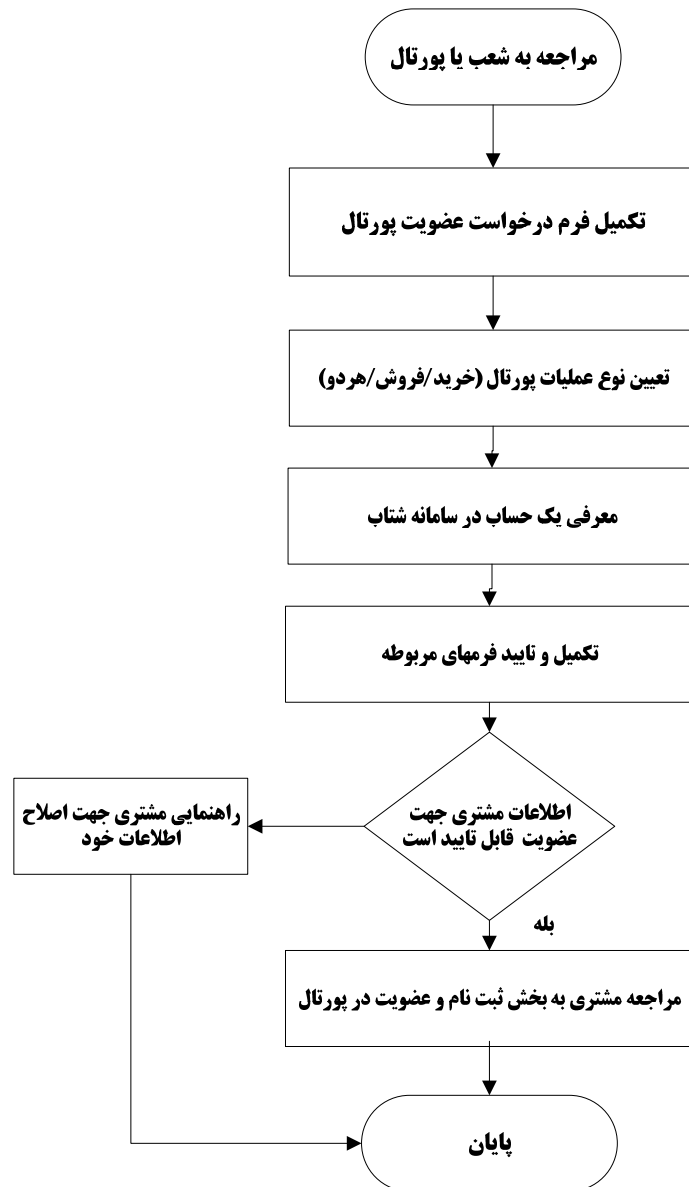 مراجعه به شعب یا پورتال
تکمیل فرم درخواست عضویت پورتال
تعیین نوع عملیات پورتال (خرید/فروش/هردو)
معرفی یک حساب در سامانه شتاب
تکمیل و تایید فرمهای مربوطه
اطلاعات مشتری جهت
عضویت قابل تایید است
راهنمایی مشتری جهت اصلاح
اطلاعات خود
بله
مراجعه مشتری به بخش ثبت نام و عضویت در پورتال
پایان